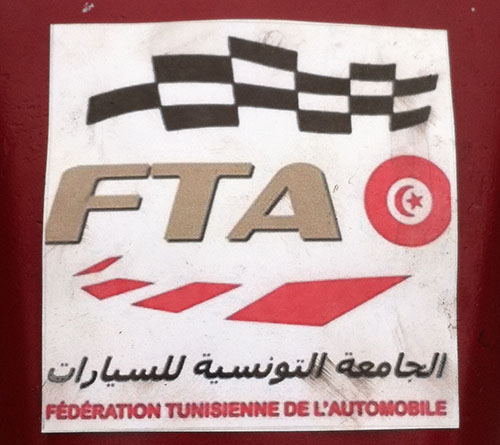 FTA
الجامعة التونسية للسيارات
FÉDÉRATION TUNISIENNE DE L'AUTOMOBILE